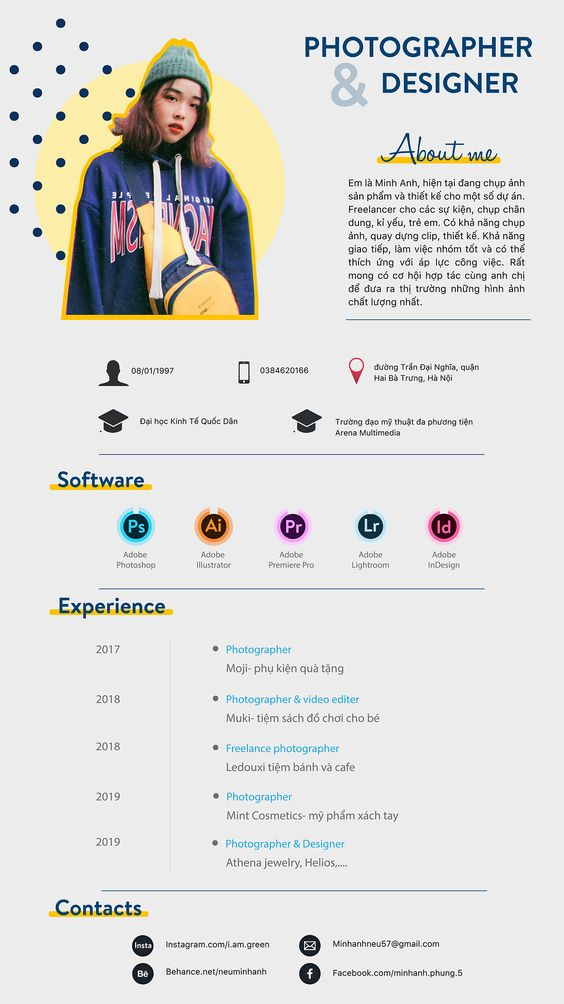 PHOTOGRAPHER
& DESIGNER
About me
Em là Minh Anh, hiện tại đang chụp ảnh
sản phẩm và thiết kế cho một số dự án.
Freelancer cho các sự kiện, chụp chân
dung, kỉ yếu, trẻ em. Có khả năng chụp
ảnh, quay dựng clip, thiết kế. Khả năng
giao tiếp, làm việc nhóm tốt và có thể
thích ứng với áp lực công việc. Rất
mong có cơ hội hợp tác cùng anh chị
để đưa ra thị trường những hình ảnh
chất lượng nhất.
08/01/1997
0384620166
đường Trần Đại Nghĩa, quận
Hai Bà Trưng, Hà Nội
Đại học Kinh Tế Quốc Dân
Trường đạo mỹ thuật đa phương tiện
Arena Multimedia
Software
Ps
Ai
Pr
Lr
Id
Adobe
Photoshop
Adobe
Illustrator
Adobe
Premiere Pro
Adobe
Lightroom
Adobe
InDesign
Experience
2017
Photographer
Moji- phụ kiện quà tặng
2018
Photographer & video editer
Muki- tiệm sách đồ chơi cho bé
2018
Freelance photographer
Ledouxi tiệm bánh và cafe
2019
Photographer
Mint Cosmetics- mỹ phẩm xách tay
2019
Photographer & Designer
Athena jewelry, Helios,....
Contacts
Insta
Instagram.com/i.am.green
Minhanhneu57@gmail.com
Bē
Behance.net/neuminhanh
f
Facebook.com/minhanh.phung.5